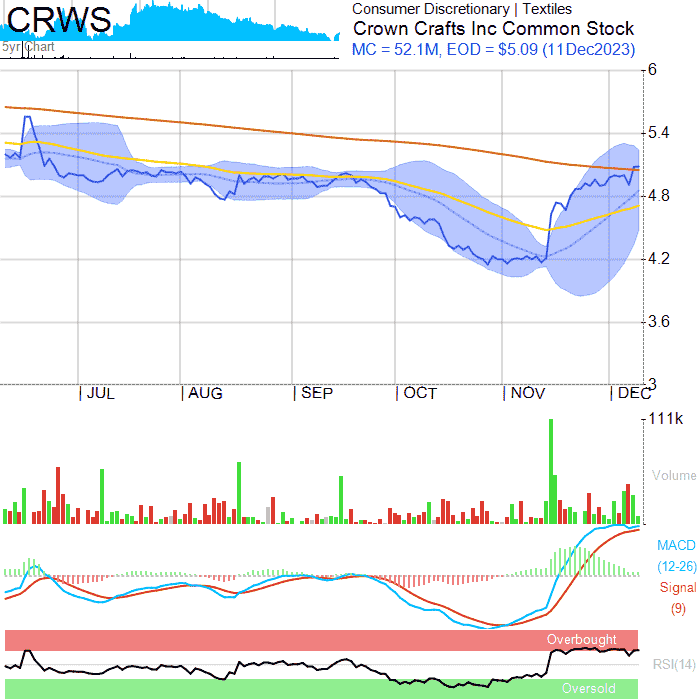 CRWS
5yr Chart
Consumer Discretionary | Textiles
Crown Crafts Inc Common Stock
MC = 52.1M, EOD = $5.09 (11Dec2023)
6
5.4
4.8
4.2
3.6
3
| JUL | AUG | SEP | OCT | NOV | DEC
111k
Volume
MACD
(12-26)
Signal
(9)
Overbought
RSI(14)
Oversold